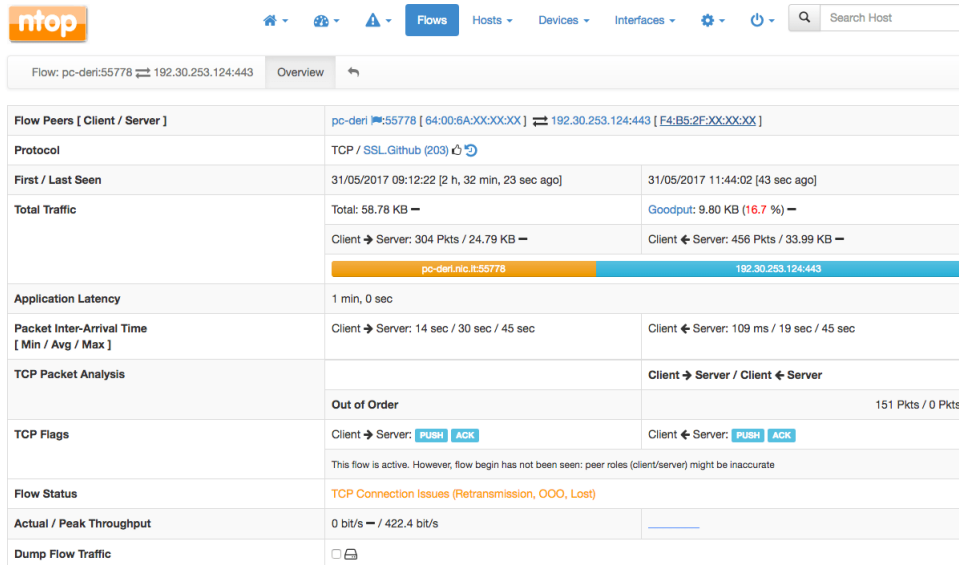 ntop
Flows Hosts Devices Interfaces Search Host
Flow: pc-deri:55778 ⇄ 192.30.253.124:443 Overview
Flow Peers [ Client / Server ] pc-deri :55778 [ 64:00:6A:XX:XX:XX ] ⇄ 192.30.253.124:443 [ F4:B5:2F:XX:XX:XX ]
Protocol TCP / SSL.Github (203)
First / Last Seen 31/05/2017 09:12:22 [2 h, 32 min, 23 sec ago] 31/05/2017 11:44:02 [43 sec ago]
Total Traffic Total: 58.78 KB — Goodput: 9.80 KB (16.7 %) —
Client → Server: 304 Pkts / 24.79 KB — Client ← Server: 456 Pkts / 33.99 KB —
pc-deri.nic.it:55778 192.30.253.124:443
Application Latency 1 min, 0 sec
Packet Inter-Arrival Time
[ Min / Avg / Max ] Client → Server: 14 sec / 30 sec / 45 sec Client ← Server: 109 ms / 19 sec / 45 sec
TCP Packet Analysis Client → Server / Client ← Server
Out of Order 151 Pkts / 0 Pkts
TCP Flags Client → Server: PUSH ACK Client ← Server: PUSH ACK
This flow is active. However, flow begin has not been seen: peer roles (client/server) might be inaccurate
Flow Status TCP Connection Issues (Retransmission, OOO, Lost)
Actual / Peak Throughput 0 bit/s — / 422.4 bit/s
Dump Flow Traffic